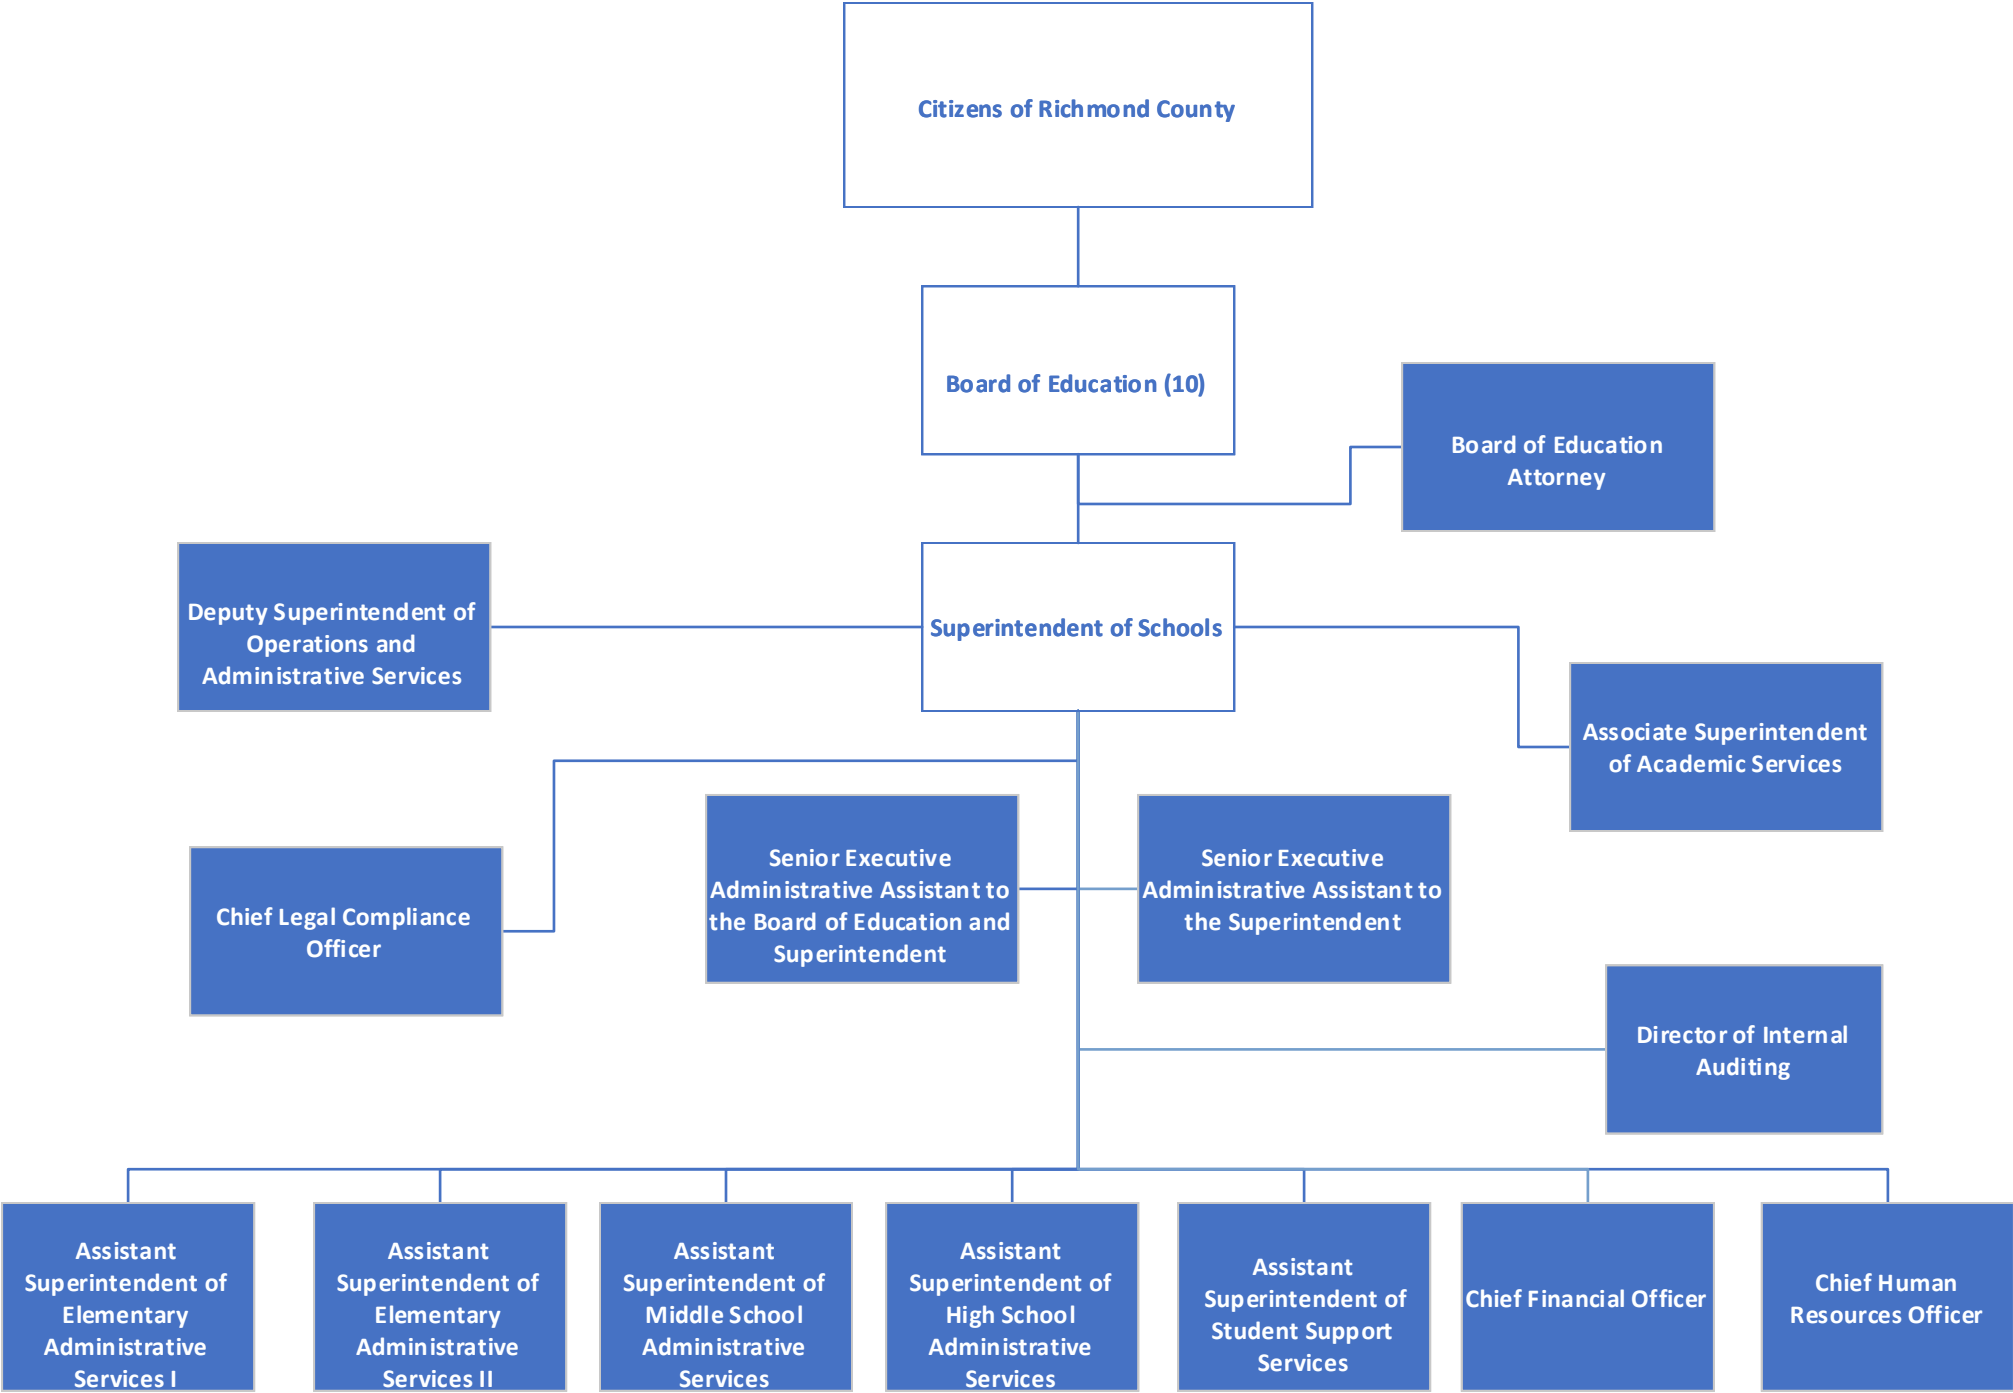 Citizens of Richmond County
Board of Education (10)
Board of Education
Attorney
Deputy Superintendent of
Operations and
Administrative Services
Superintendent of Schools
Associate Superintendent
of Academic Services
Chief Legal Compliance
Officer
Senior Executive
Administrative Assistant to
the Board of Education and
Superintendent
Senior Executive
Administrative Assistant to
the Superintendent
Director of Internal
Auditing
Assistant
Superintendent of
Elementary
Administrative
Services I
Assistant
Superintendent of
Elementary
Administrative
Services II
Assistant
Superintendent of
Middle School
Administrative
Services
Assistant
Superintendent of
High School
Administrative
Services
Assistant
Superintendent of
Student Support
Services
Chief Financial Officer
Chief Human
Resources Officer